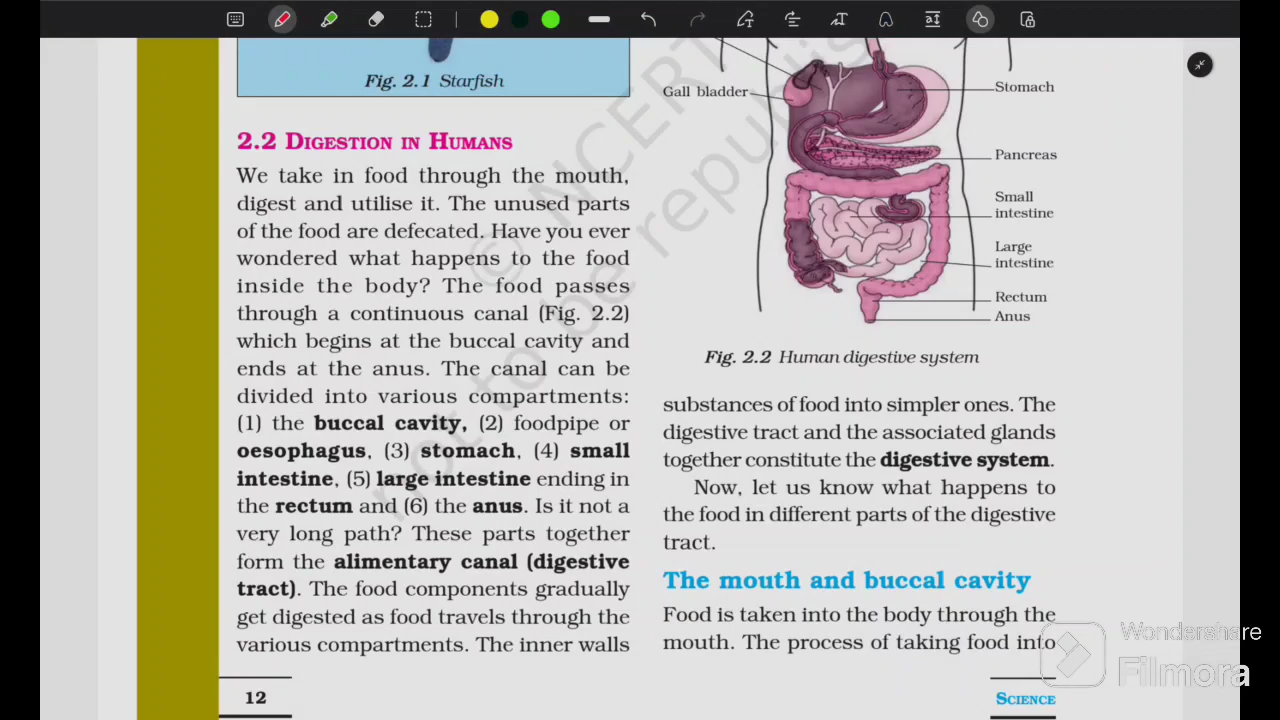 Fig. 2.1 Starfish
2.2 DIGESTION IN HUMANS
We take in food through the mouth,
digest and utilise it. The unused parts
of the food are defecated. Have you ever
wondered what happens to the food
inside the body? The food passes
through a continuous canal (Fig. 2.2)
which begins at the buccal cavity and
ends at the anus. The canal can be
divided into various compartments:
(1) the buccal cavity, (2) foodpipe or
oesophagus, (3) stomach, (4) small
intestine, (5) large intestine ending in
the rectum and (6) the anus. Is it not a
very long path? These parts together
form the alimentary canal (digestive
tract). The food components gradually
get digested as food travels through the
various compartments. The inner walls
12
Gall bladder
Stomach
Pancreas
Small
intestine
Large
intestine
Rectum
Anus
Fig. 2.2 Human digestive system
substances of food into simpler ones. The
digestive tract and the associated glands
together constitute the digestive system.
Now, let us know what happens to
the food in different parts of the digestive
tract.
The mouth and buccal cavity
Food is taken into the body through the
mouth. The process of taking food into
SCIENCE
© NCERT
not to be republi
Wondershare
Filmora